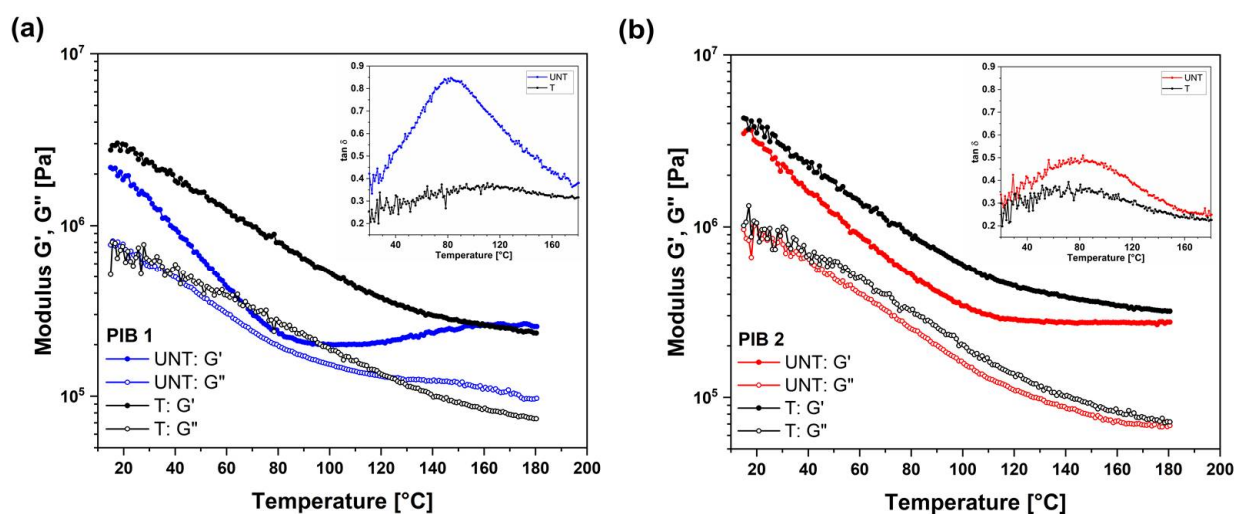 (a)
10⁷
10⁶
10⁵
Modulus G', G" [Pa]
20 40 60 80 100 120 140 160 180 200
Temperature [°C]
PIB 1
UNT: G'
UNT: G"
T: G'
T: G"
0.9
0.8
0.7
0.6
0.5
0.4
0.3
0.2
tan δ
40 80 120 160
Temperature [°C]
UNT
T
(b)
10⁷
10⁶
10⁵
Modulus G', G" [Pa]
20 40 60 80 100 120 140 160 180 200
Temperature [°C]
PIB 2
UNT: G'
UNT: G"
T: G'
T: G"
0.9
0.8
0.7
0.6
0.5
0.4
0.3
0.2
tan δ
40 80 120 160
Temperature [°C]
UNT
T